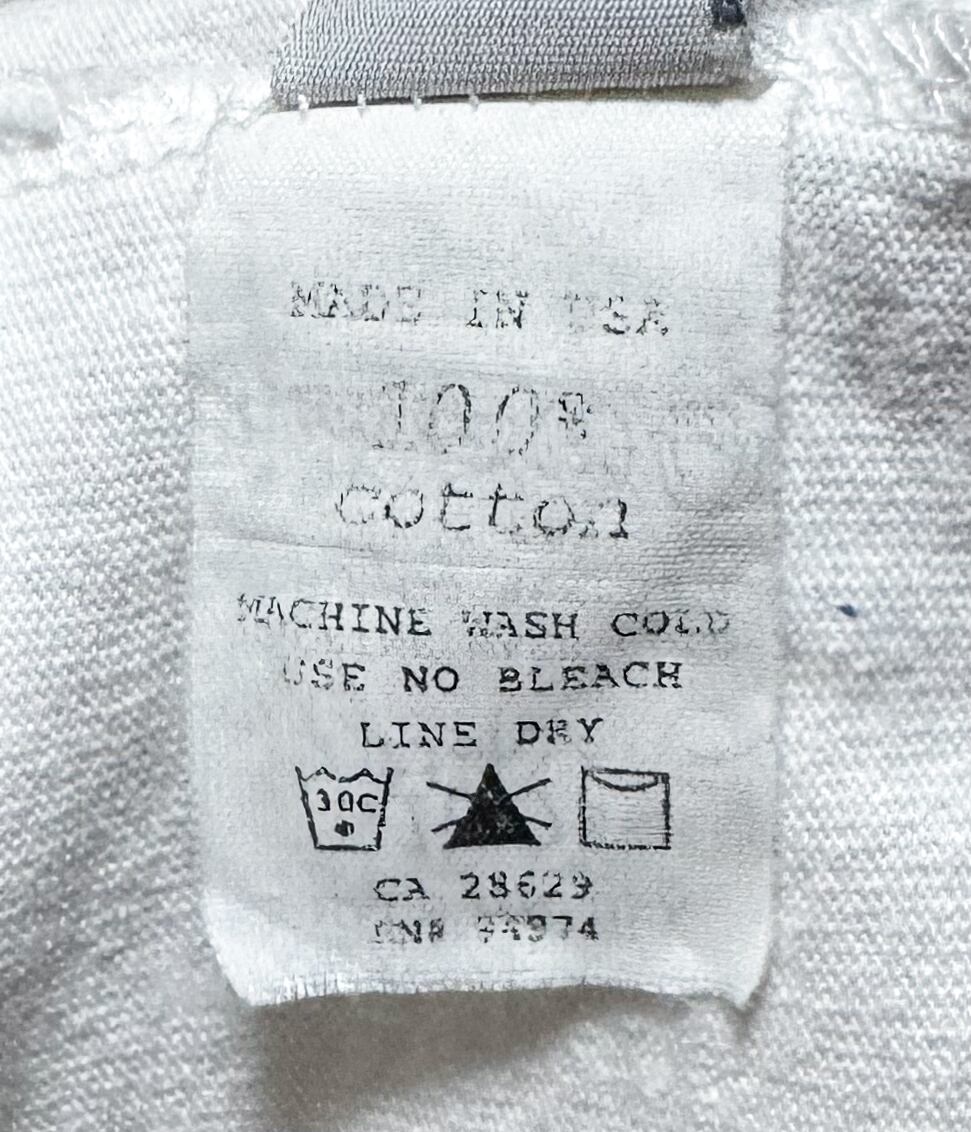 MADE IN USA
100%
cotton
MACHINE WASH COLD
USE NO BLEACH
LINE DRY
30C
CA 28629